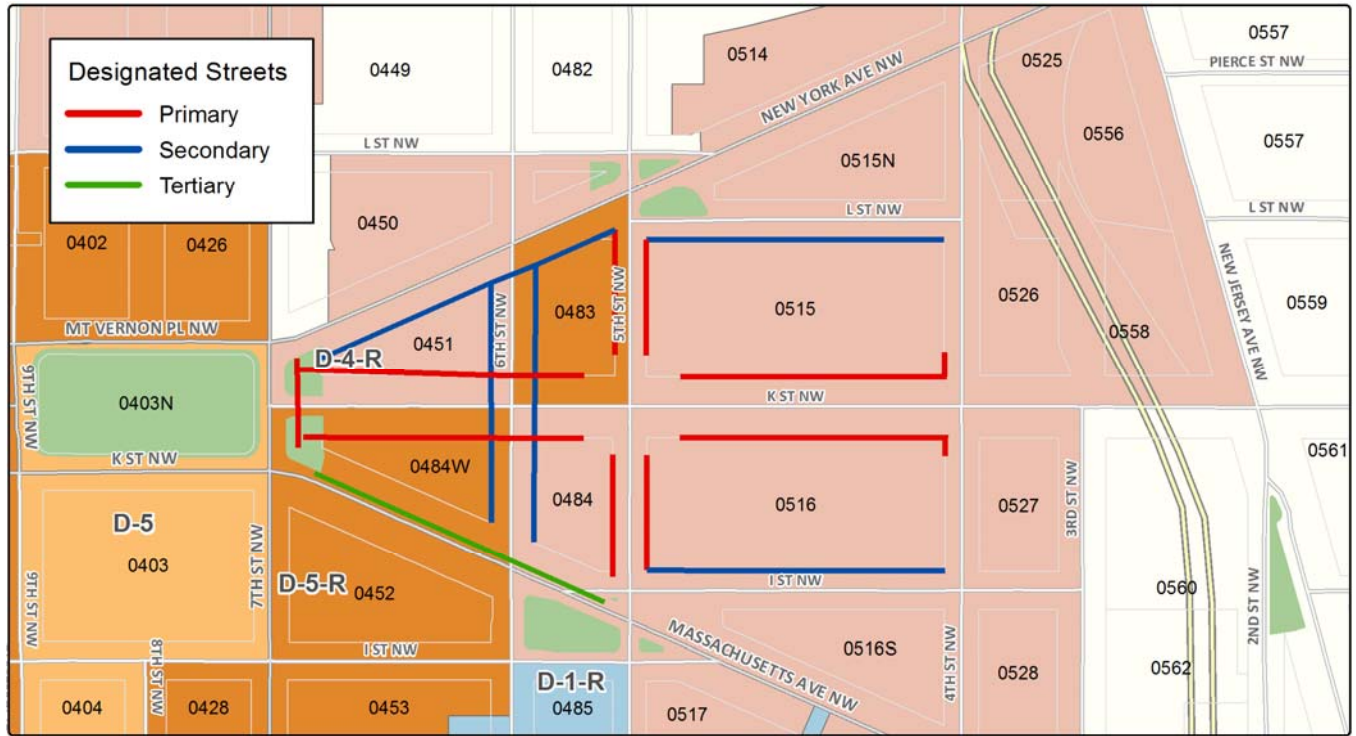 Designated Streets
Primary
Secondary
Tertiary
0449
0482
0514
NEW YORK AVE NW
0525
0557
PIERCE ST NW
L ST NW
0556
0557
0402
0426
0450
0515N
L ST NW
L ST NW
0483
5TH ST NW
0515
0526
0558
NEW JERSEY AVE NW
0559
MT VERNON PL NW
0451
6TH ST NW
D-4-R
9TH ST NW
0403N
K ST NW
K ST NW
0484W
0484
0516
0527
3RD ST NW
0561
D-5
0403
7TH ST NW
D-5-R
0452
I ST NW
9TH ST NW
8TH ST NW
I ST NW
MASSACHUSETTS AVE NW
0516S
4TH ST NW
0528
0560
2ND ST NW
0562
0404
0428
0453
D-1-R
0485
0517